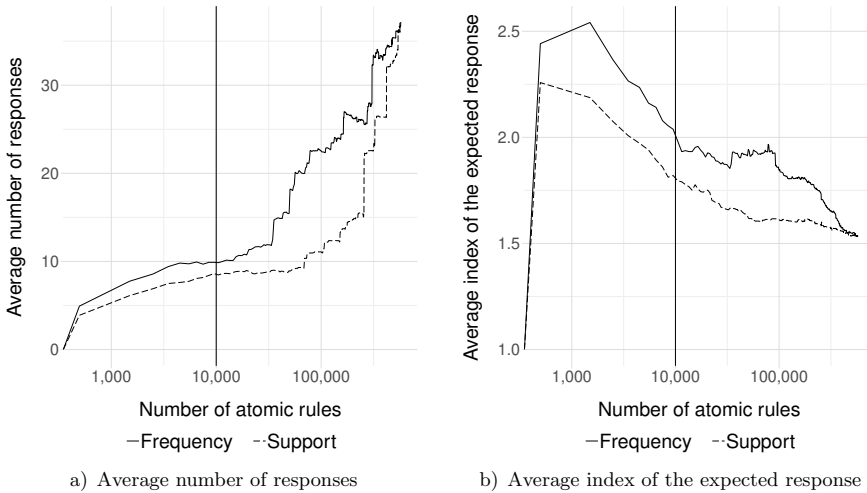 Average number of responses
30
20
10
0
1,000 10,000 100,000
Number of atomic rules
Frequency Support
a) Average number of responses
Average index of the expected response
2.5
2.0
1.5
1.0
1,000 10,000 100,000
Number of atomic rules
Frequency Support
b) Average index of the expected response